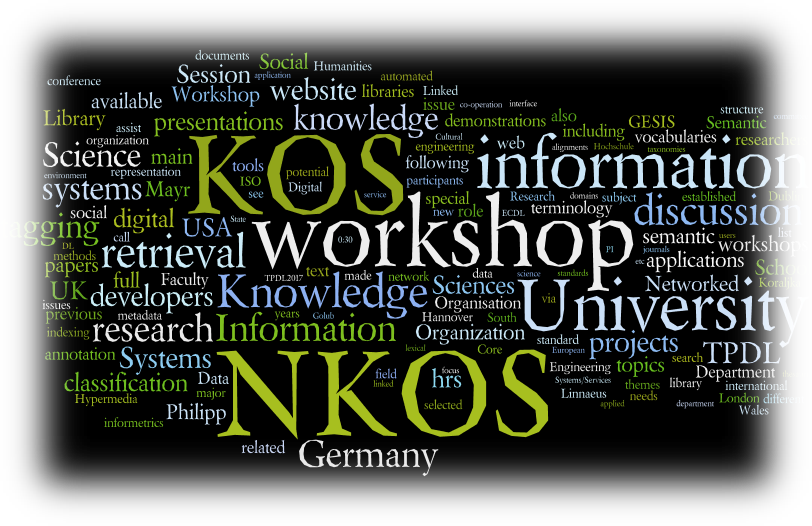 documents
Social
Humanities
conference
Session
application
automated
available
Workshop
website
libraries
Linked
issue
co-operation
interface
structure
Library
assist
presentations
knowledge
demonstrations
also
including
GESIS
Semantic
organization
Cultural
engineering
web
alignments
Hochschule
vocabularies
researchers
taxonomies
Science
main
KOS
tools
potential
following
information
environment
representation
ISO
see
Digital
service
participants
systems
Mayr
special
Research
domains
subject
established
social
digital
USA
State
workshop
new
role
ECDL
terminology
discussion
agging
call
0:30
PI
semantic
users
list
DL
methods
retrieval
journals
workshop
papers
full
Faculty
TPDL2017
text
made
network
data
science
standards
etc
applications
UK
developers
Knowledge
Sciences
via
University
Networked
issues
previous
metadata
years
Golub
Organisation
Hannover
South
indexing
research
Information
Organization
standard
projects
annotation
Systems
lexical
Core
European
TPDL
classification
Data
major
NKOS
field
linked
focus
hrs
Engineering
topics
search
Department
Systems/Services
themes
library
international
Hypermedia
Philipp
selected
Linnaeus
applied
needs
department
London
Wales
informetrics
related
Germany